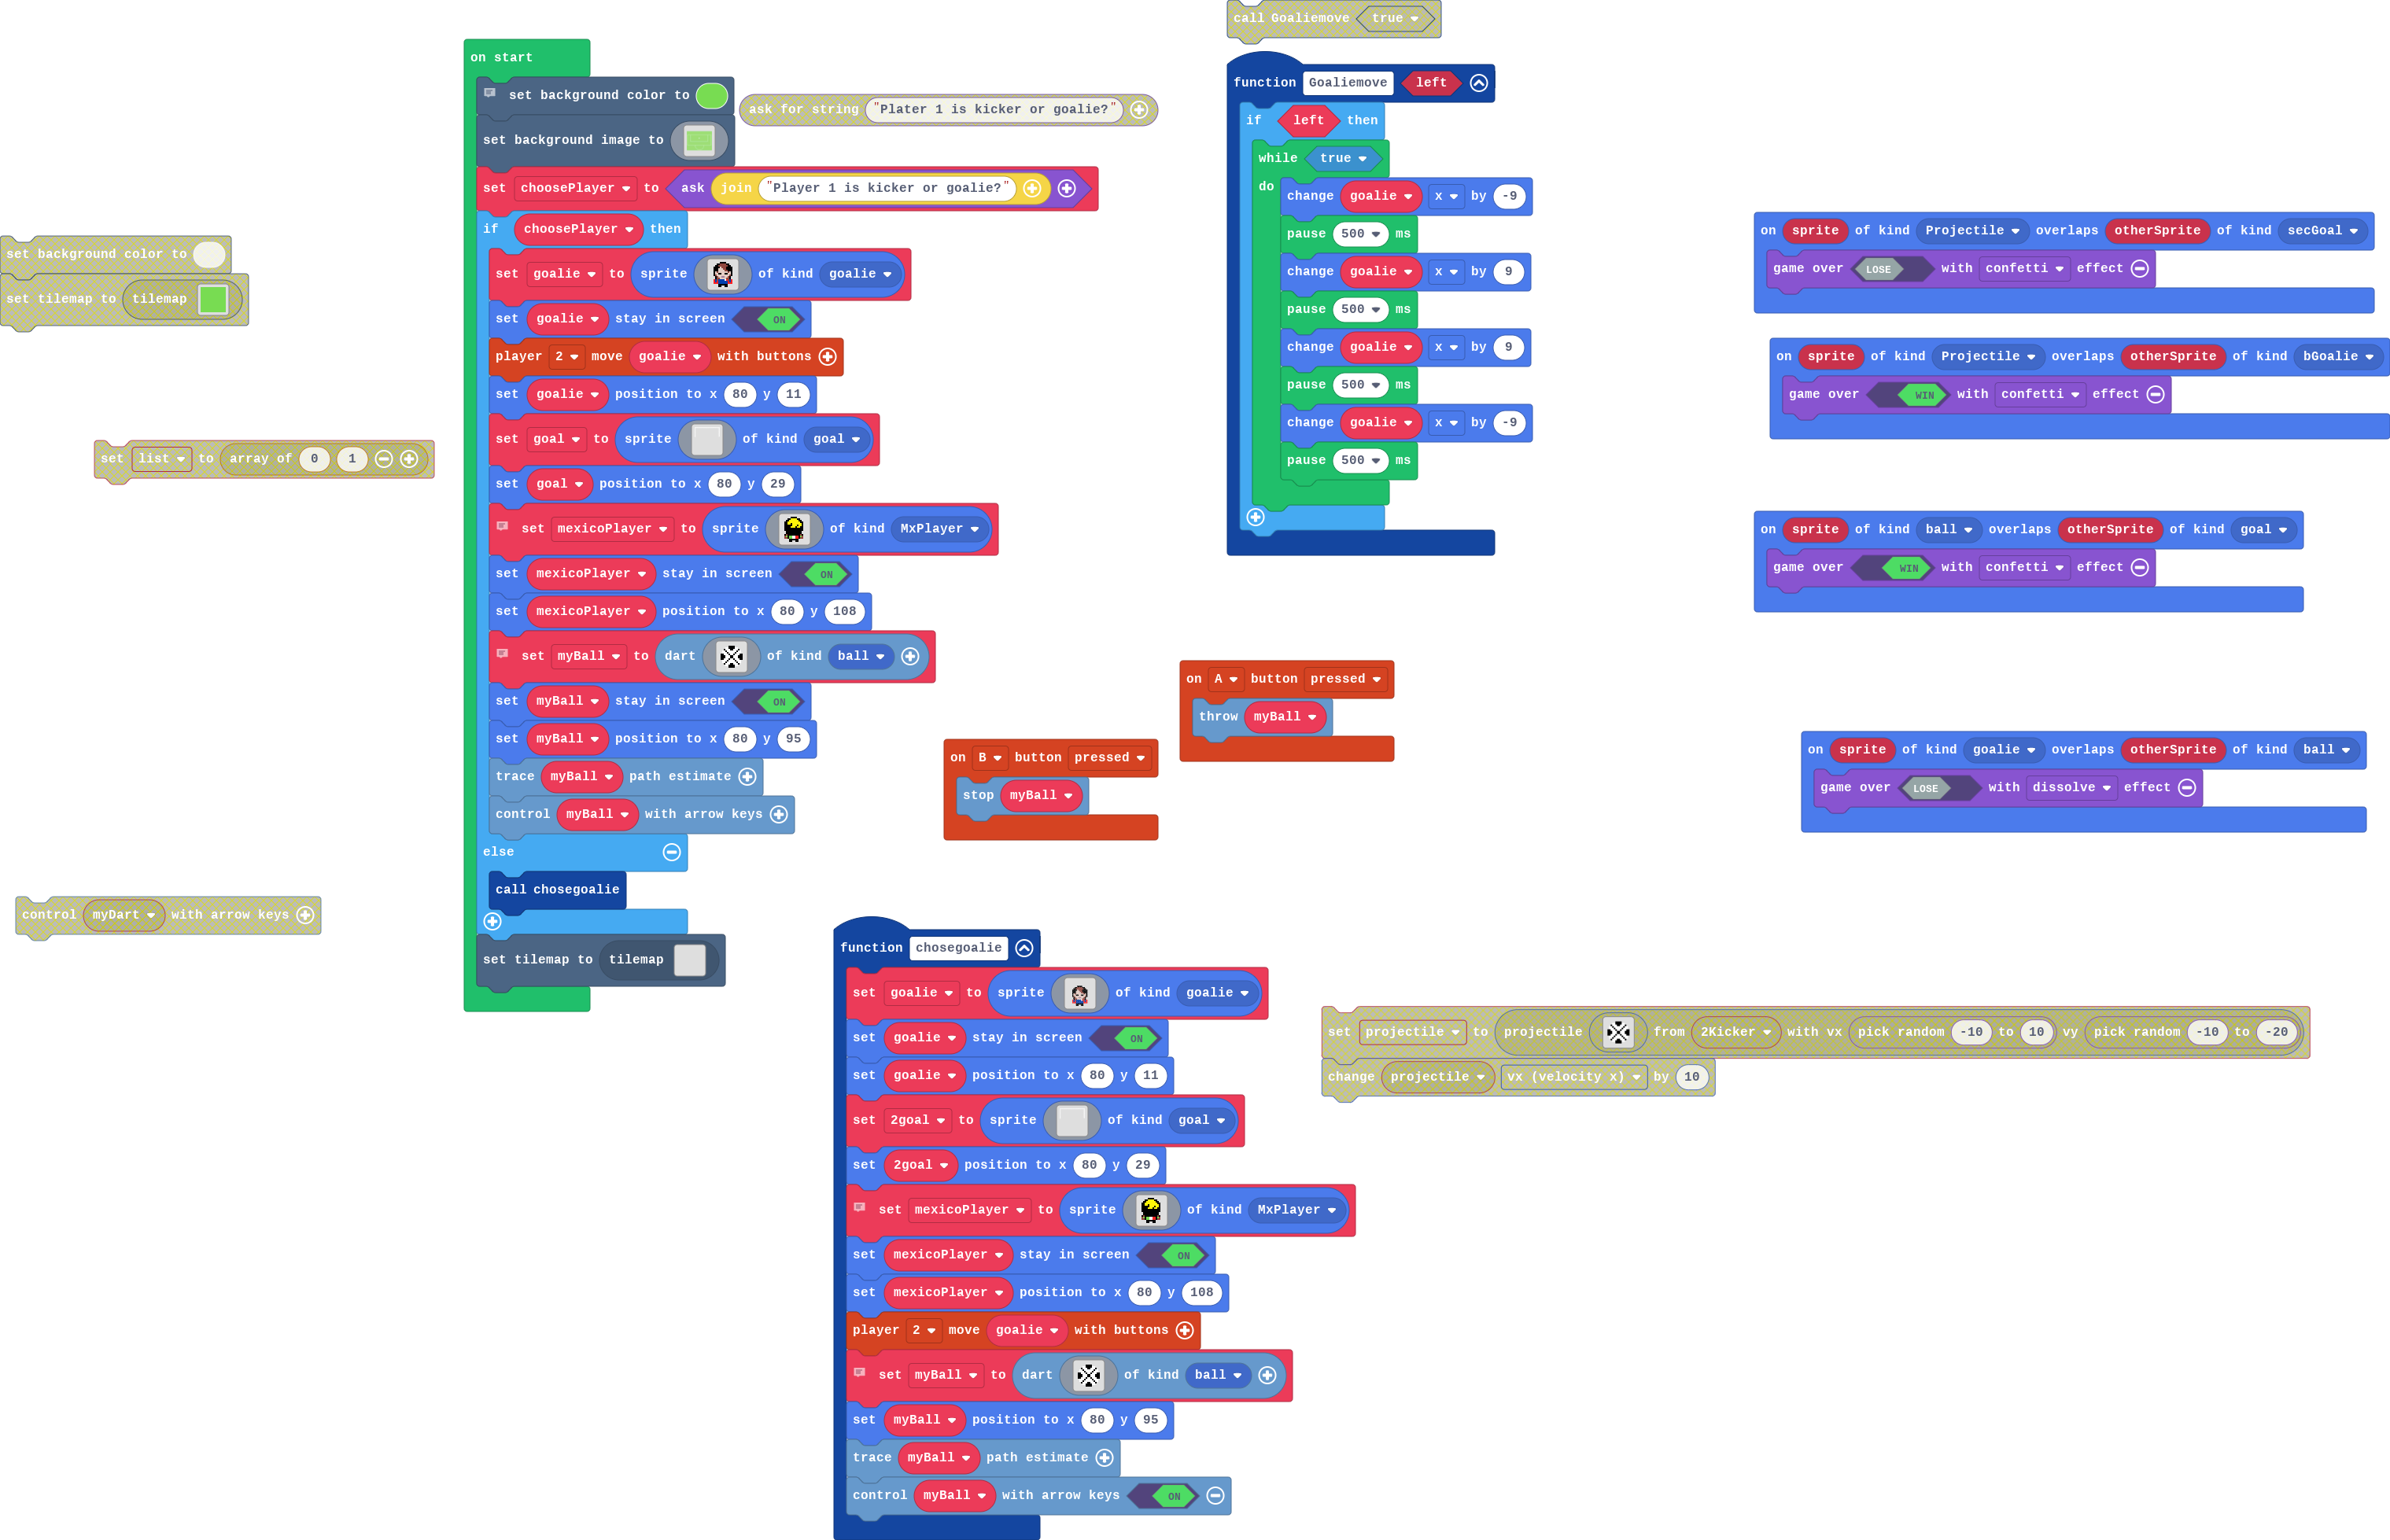 call Goaliemove true
on start
set background color to
ask for string "Plater 1 is kicker or goalie?"
set background image to
set choosePlayer to ask join "Player 1 is kicker or goalie?"
if choosePlayer then
set goalie to sprite of kind goalie
set goalie stay in screen ON
player 2 move goalie with buttons
set goalie position to x 80 y 11
set goal to sprite of kind goal
set goal position to x 80 y 29
set mexicoPlayer to sprite of kind MxPlayer
set mexicoPlayer stay in screen ON
set mexicoPlayer position to x 80 y 108
set myBall to dart of kind ball
set myBall stay in screen ON
set myBall position to x 80 y 95
trace myBall path estimate
control myBall with arrow keys
else
call chosegoalie
set tilemap to tilemap
set background color to
set tilemap to tilemap
set list to array of 0 1
control myDart with arrow keys
function Goaliemove left
if left then
while true
do change goalie x by -9
pause 500 ms
change goalie x by 9
pause 500 ms
change goalie x by 9
pause 500 ms
change goalie x by -9
pause 500 ms
on A button pressed
throw myBall
on B button pressed
stop myBall
on sprite of kind Projectile overlaps otherSprite of kind secGoal
game over LOSE with confetti effect
on sprite of kind Projectile overlaps otherSprite of kind bGoalie
game over WIN with confetti effect
on sprite of kind ball overlaps otherSprite of kind goal
game over WIN with confetti effect
on sprite of kind goalie overlaps otherSprite of kind ball
game over LOSE with dissolve effect
function chosegoalie
set goalie to sprite of kind goalie
set goalie stay in screen ON
set goalie position to x 80 y 11
set 2goal to sprite of kind goal
set 2goal position to x 80 y 29
set mexicoPlayer to sprite of kind MxPlayer
set mexicoPlayer stay in screen ON
set mexicoPlayer position to x 80 y 108
player 2 move goalie with buttons
set myBall to dart of kind ball
set myBall position to x 80 y 95
trace myBall path estimate
control myBall with arrow keys ON
set projectile to projectile from 2Kicker with vx pick random -10 to 10 vy pick random -10 to -20
change projectile vx (velocity x) by 10